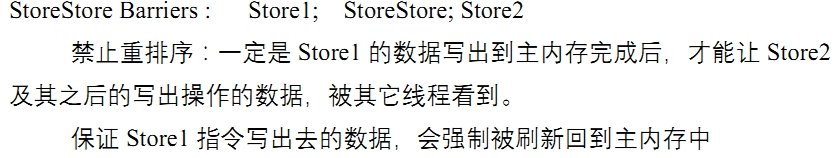 StoreStore Barriers： Store1; StoreStore; Store2
禁止重排序：一定是 Store1 的数据写出到主内存完成后，才能让 Store2
及其之后的写出操作的数据，被其它线程看到。
保证 Store1 指令写出去的数据，会强制被刷新回到主内存中